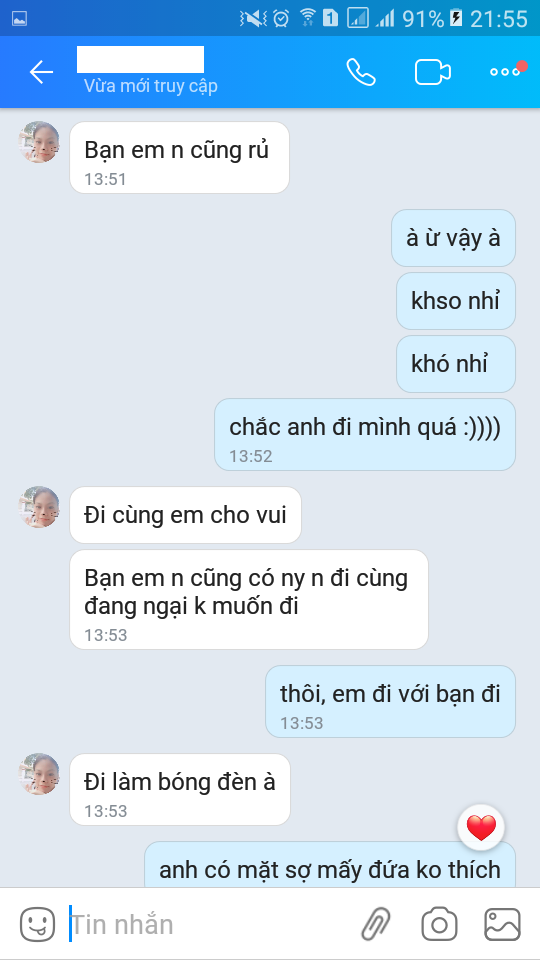 91% 21:55
Vừa mới truy cập
Bạn em n cũng rủ
13:51
à ừ vậy à
khso nhỉ
khó nhỉ
chắc anh đi mình quá :))))
13:52
Đi cùng em cho vui
Bạn em n cũng có ny n đi cùng
đang ngại k muốn đi
13:53
thôi, em đi với bạn đi
13:53
Đi làm bóng đèn à
13:53
anh có mặt sợ mấy đứa ko thích
Tin nhắn